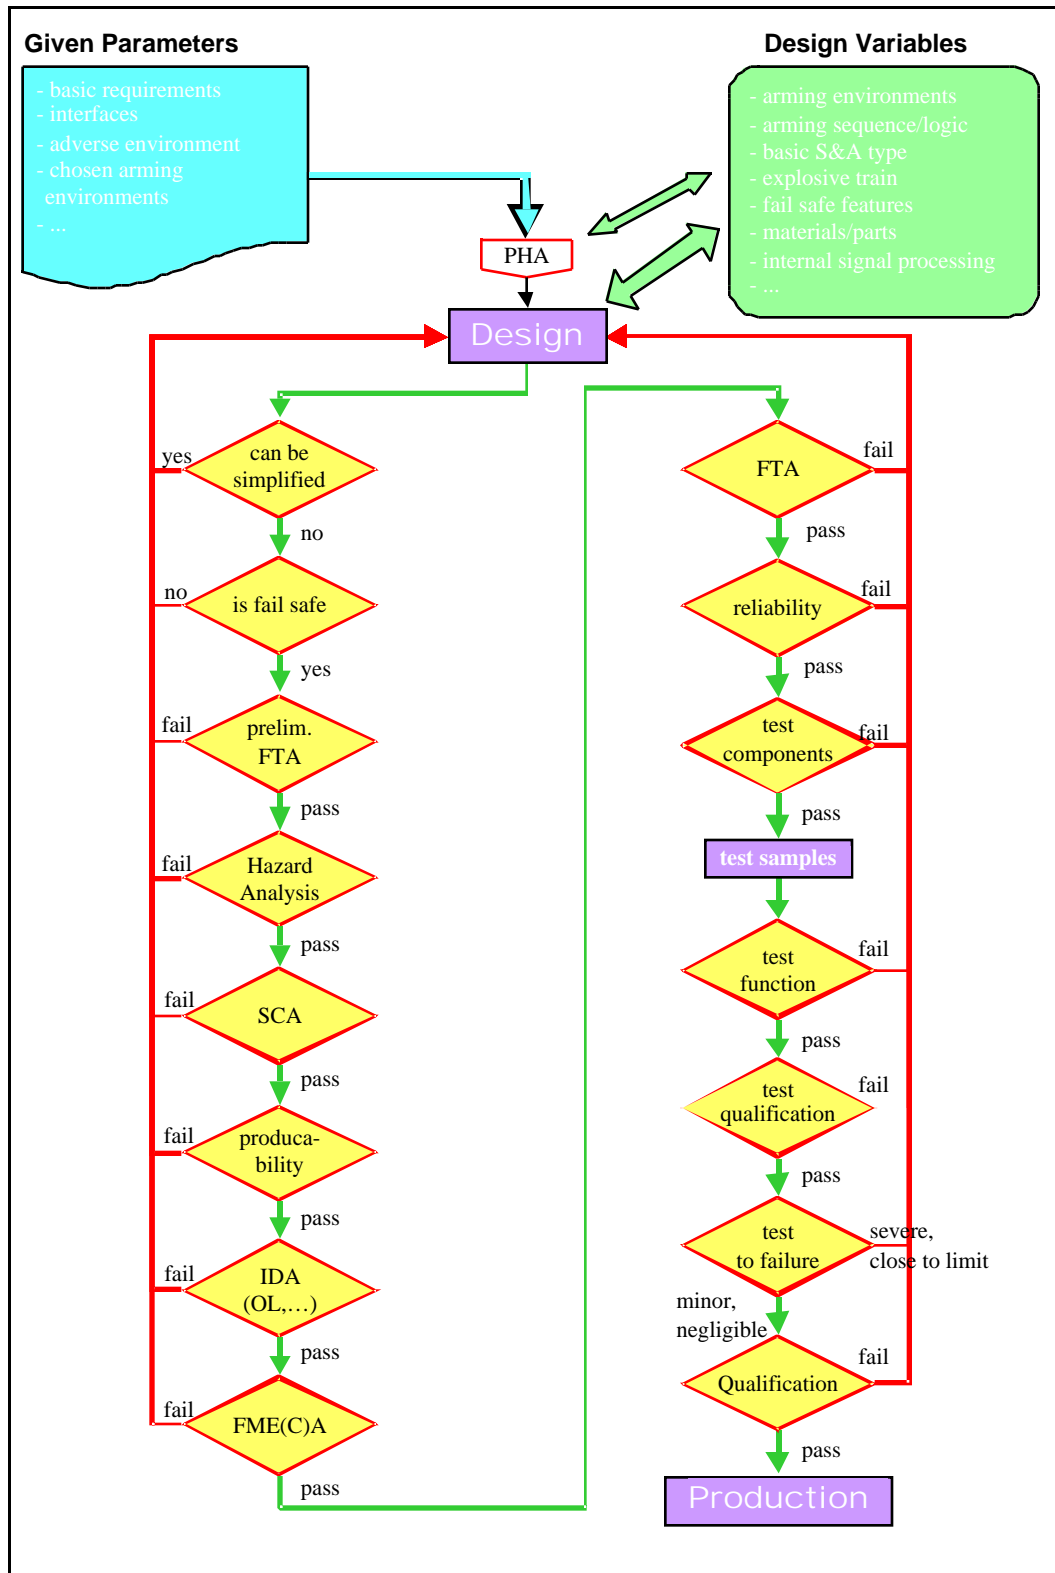 Given Parameters
- basic requirements
- interfaces
- adverse environment
- chosen arming
environments
- ...
Design Variables
- arming environments
- arming sequence/logic
- basic S&A type
- explosive train
- fail safe features
- materials/parts
- internal signal processing
- ...
PHA
Design
can be
simplified
yes
no
is fail safe
no
yes
prelim.
FTA
fail
pass
Hazard
Analysis
fail
pass
SCA
fail
pass
produca-
bility
fail
pass
IDA
(OL,…)
fail
pass
FME(C)A
fail
pass
FTA
fail
pass
reliability
fail
pass
test
components
fail
pass
test samples
test
function
fail
pass
test
qualification
fail
pass
test
to failure
severe,
close to limit
minor,
negligible
Qualification
fail
pass
Production